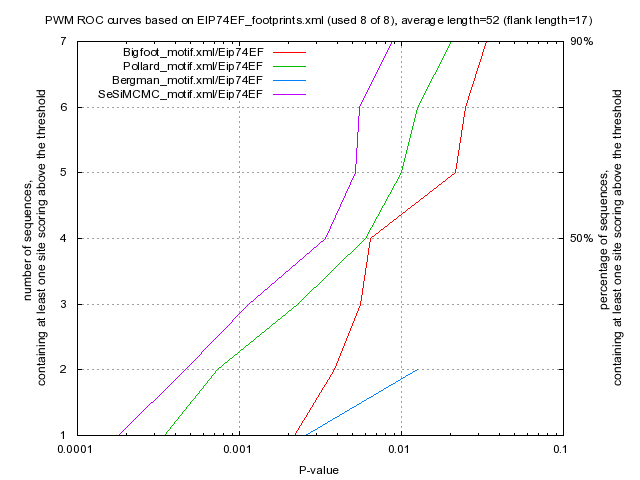 PWM ROC curves based on EIP74EF_footprints.xml (used 8 of 8), average length=52 (flank length=17)
7
6
5
4
3
2
1
90%
50%
Bigfoot_motif.xml/Eip74EF
Pollard_motif.xml/Eip74EF
Bergman_motif.xml/Eip74EF
SeSiMCMC_motif.xml/Eip74EF
number of sequences,
containing at least one site scoring above the threshold
percentage of sequences,
containing at least one site scoring above the threshold
0.0001
0.001
0.01
0.1
P-value